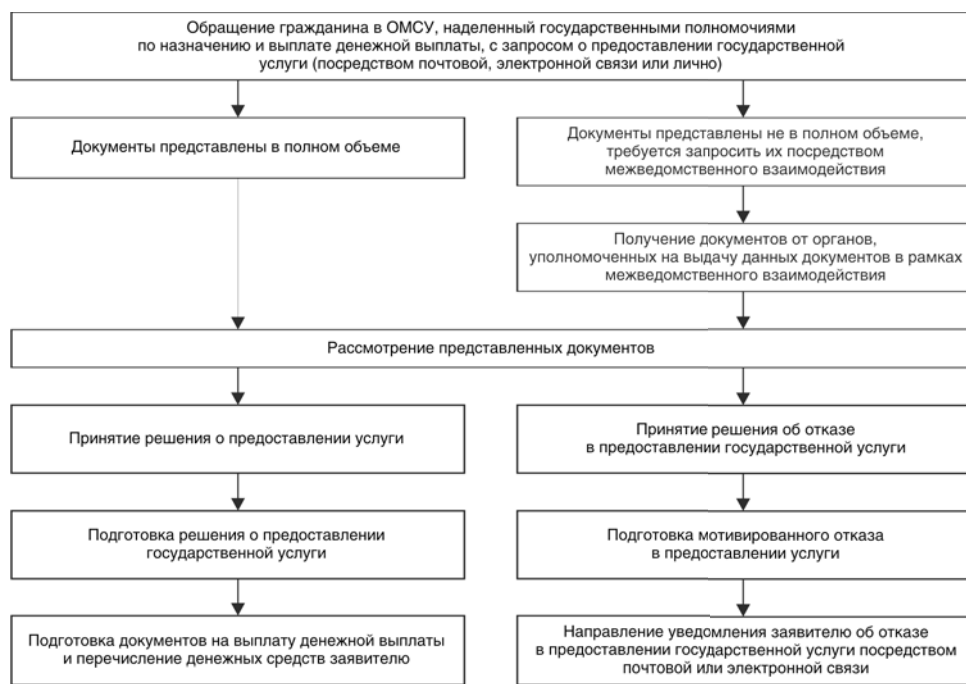 Обращение гражданина в ОМСУ, наделенный государственными полномочиями
по назначению и выплате денежной выплаты, с запросом о предоставлении государственной
услуги (посредством почтовой, электронной связи или лично)
Документы представлены в полном объеме
Документы представлены не в полном объеме,
требуется запросить их посредством
межведомственного взаимодействия
Получение документов от органов,
уполномоченных на выдачу данных документов в рамках
межведомственного взаимодействия
Рассмотрение представленных документов
Принятие решения о предоставлении услуги
Принятие решения об отказе
в предоставлении государственной услуги
Подготовка решения о предоставлении
государственной услуги
Подготовка мотивированного отказа
в предоставлении услуги
Подготовка документов на выплату денежной выплаты
и перечисление денежных средств заявителю
Направление уведомления заявителю об отказе
в предоставлении государственной услуги посредством
почтовой или электронной связи